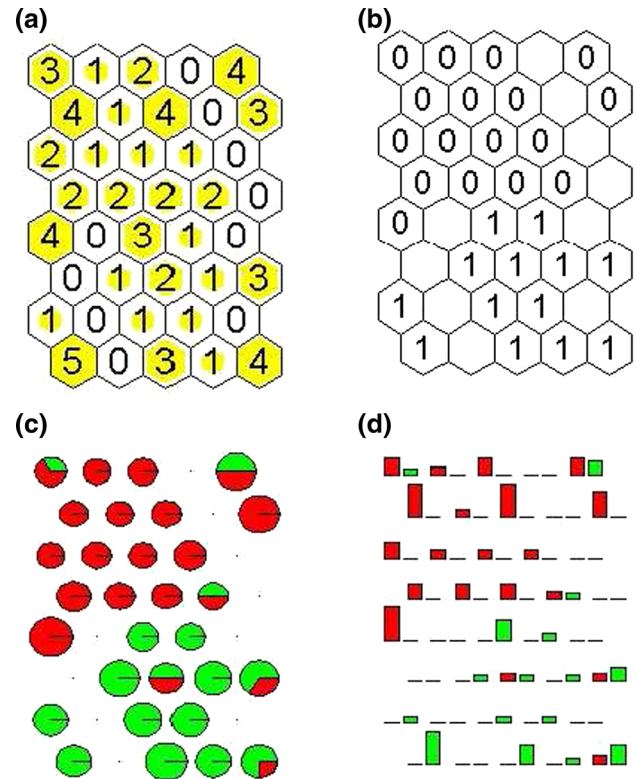 (a)
3 1 2 0 4
4 1 4 0 3
2 1 1 1 0
2 2 2 2 0
4 0 3 1 0
0 1 2 1 3
1 0 1 1 0
5 0 3 1 4
(b)
0 0 0 0
0 0 0 0
0 0 0 0
0 0 0 0
0 1 1
1 1 1 1
1 1 1
1 1 1 1
(c)
(d)